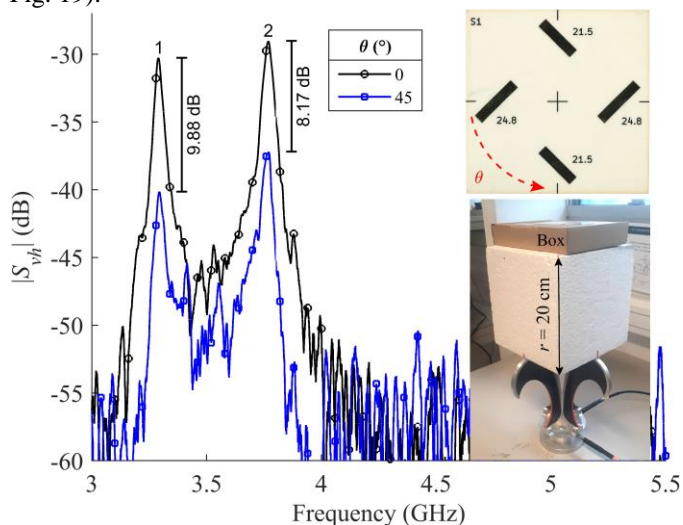 Fig. 19).
1
2
9.88 dB
8.17 dB
θ (°)
0
45
S1
21.5
24.8
24.8
21.5
θ
Box
r = 20 cm
|S_vh| (dB)
-30
-35
-40
-45
-50
-55
-60
3
3.5
4
4.5
5
5.5
Frequency (GHz)